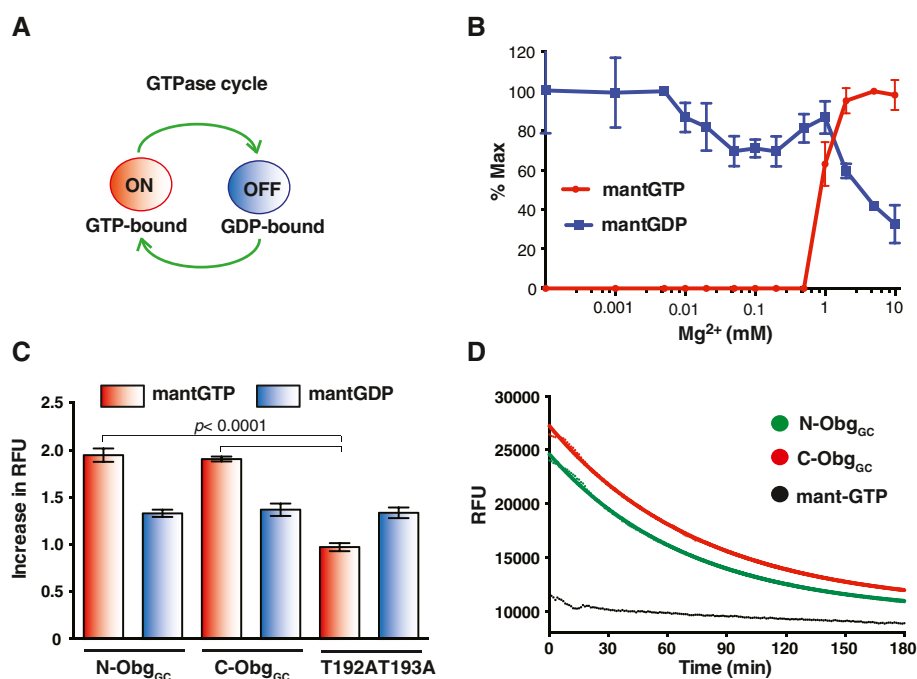 A
GTPase cycle
ON
OFF
GTP-bound
GDP-bound
B
120
100
80
60
40
20
0
% Max
mantGTP
mantGDP
0.001
0.01
0.1
1
10
Mg2+ (mM)
C
mantGTP
mantGDP
2.5
2.0
1.5
1.0
0.5
0
Increase in RFU
p< 0.0001
N-ObgGC
C-ObgGC
T192AT193A
D
30000
25000
20000
15000
10000
RFU
N-ObgGC
C-ObgGC
mant-GTP
0
30
60
90
120
150
180
Time (min)